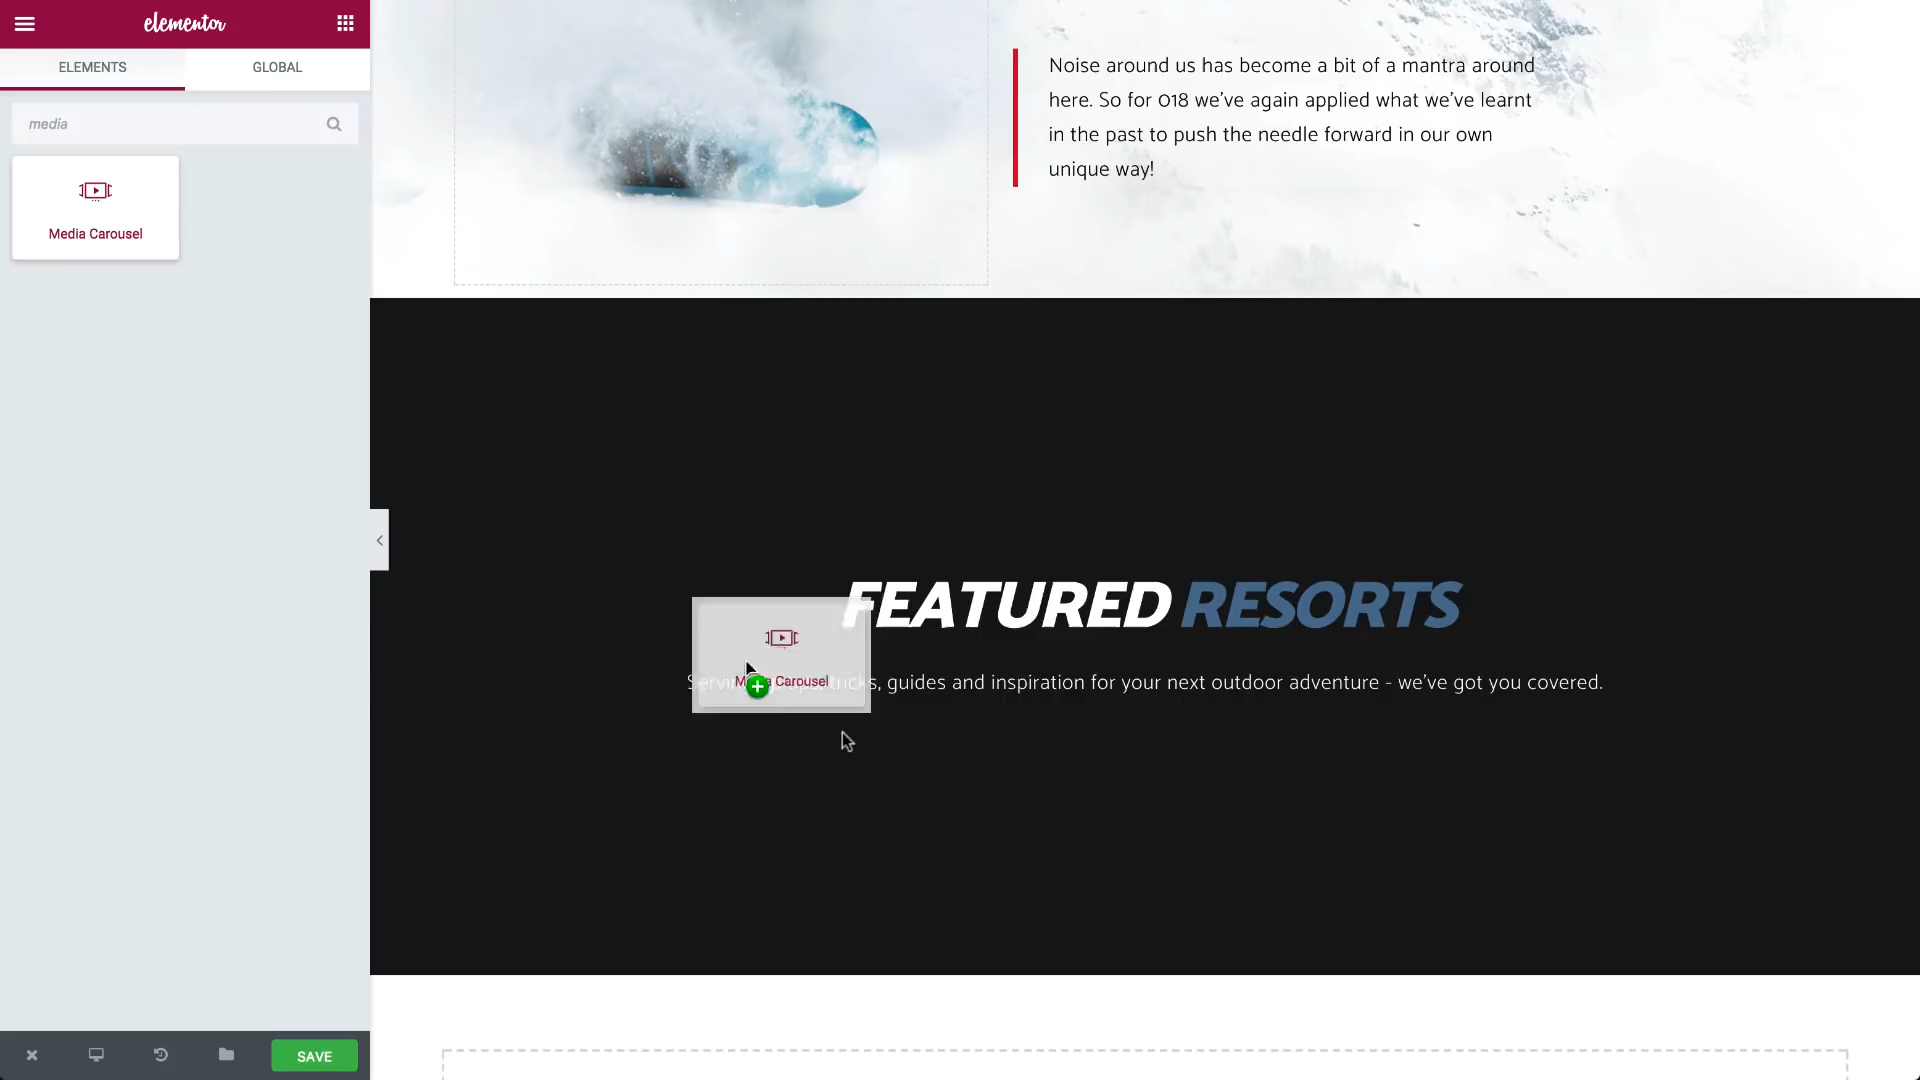 elementor
ELEMENTS
GLOBAL
media
Media Carousel
Noise around us has become a bit of a mantra around
here. So for 018 we've again applied what we've learnt
in the past to push the needle forward in our own
unique way!
FEATURED RESORTS
Media Carousel
guides and inspiration for your next outdoor adventure - we've got you covered.
SAVE